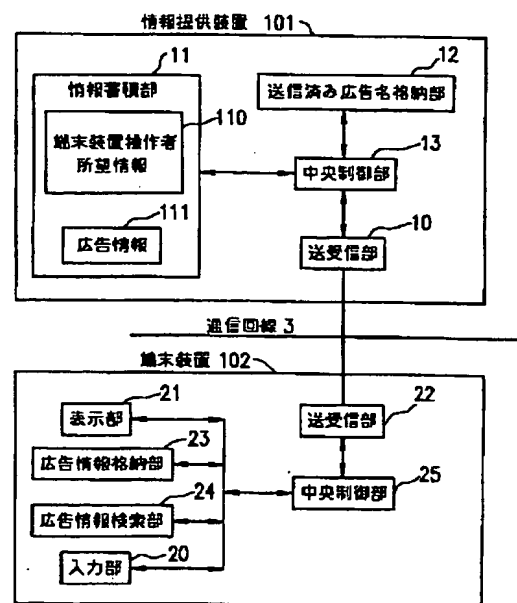 情報提供装置 101
11
情報蓄積部
110
端末装置操作者
所望情報
111
広告情報
12
送信済み広告名格納部
13
中央制御部
10
送受信部
通信回線 3
端末装置 102
21
表示部
23
広告情報格納部
24
広告情報検索部
20
入力部
22
送受信部
25
中央制御部